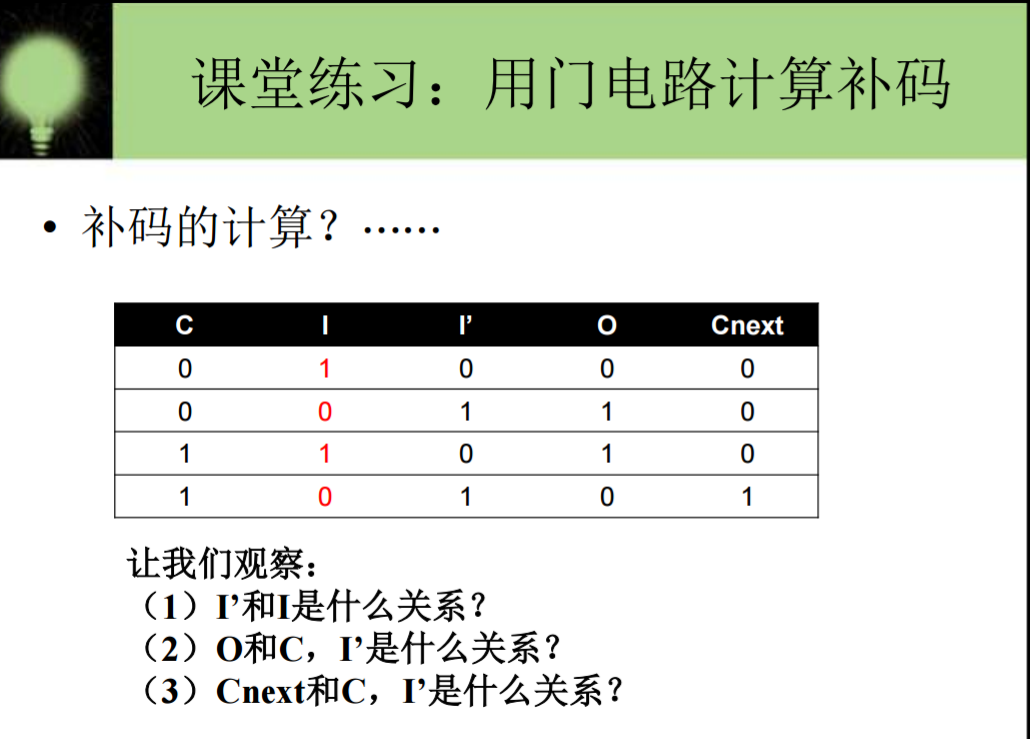 课堂练习：用门电路计算补码
• 补码的计算？……
C I I’ O Cnext
0 1 0 0 0
0 0 1 1 0
1 1 0 1 0
1 0 1 0 1
让我们观察：
（1）I’和I是什么关系？
（2）O和C，I’是什么关系？
（3）Cnext和C，I’是什么关系？